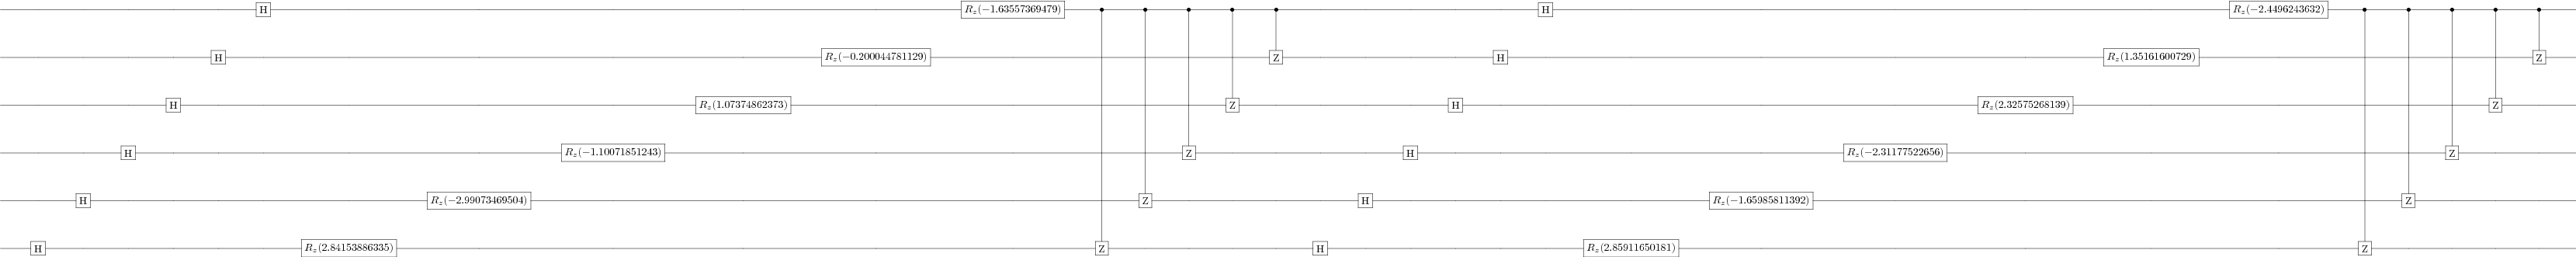 H R_z(−1.63557369479) H R_z(−2.4496243632)
H R_z(−0.200044781129) Z H R_z(1.35161600729) Z
H R_z(1.07374862373) Z H R_z(2.32575268139) Z
H R_z(−1.10071851243) Z H R_z(−2.31177522656) Z
H R_z(−2.99073469504) Z H R_z(−1.65985811392) Z
H R_z(2.84153886335) Z H R_z(2.85911650181) Z